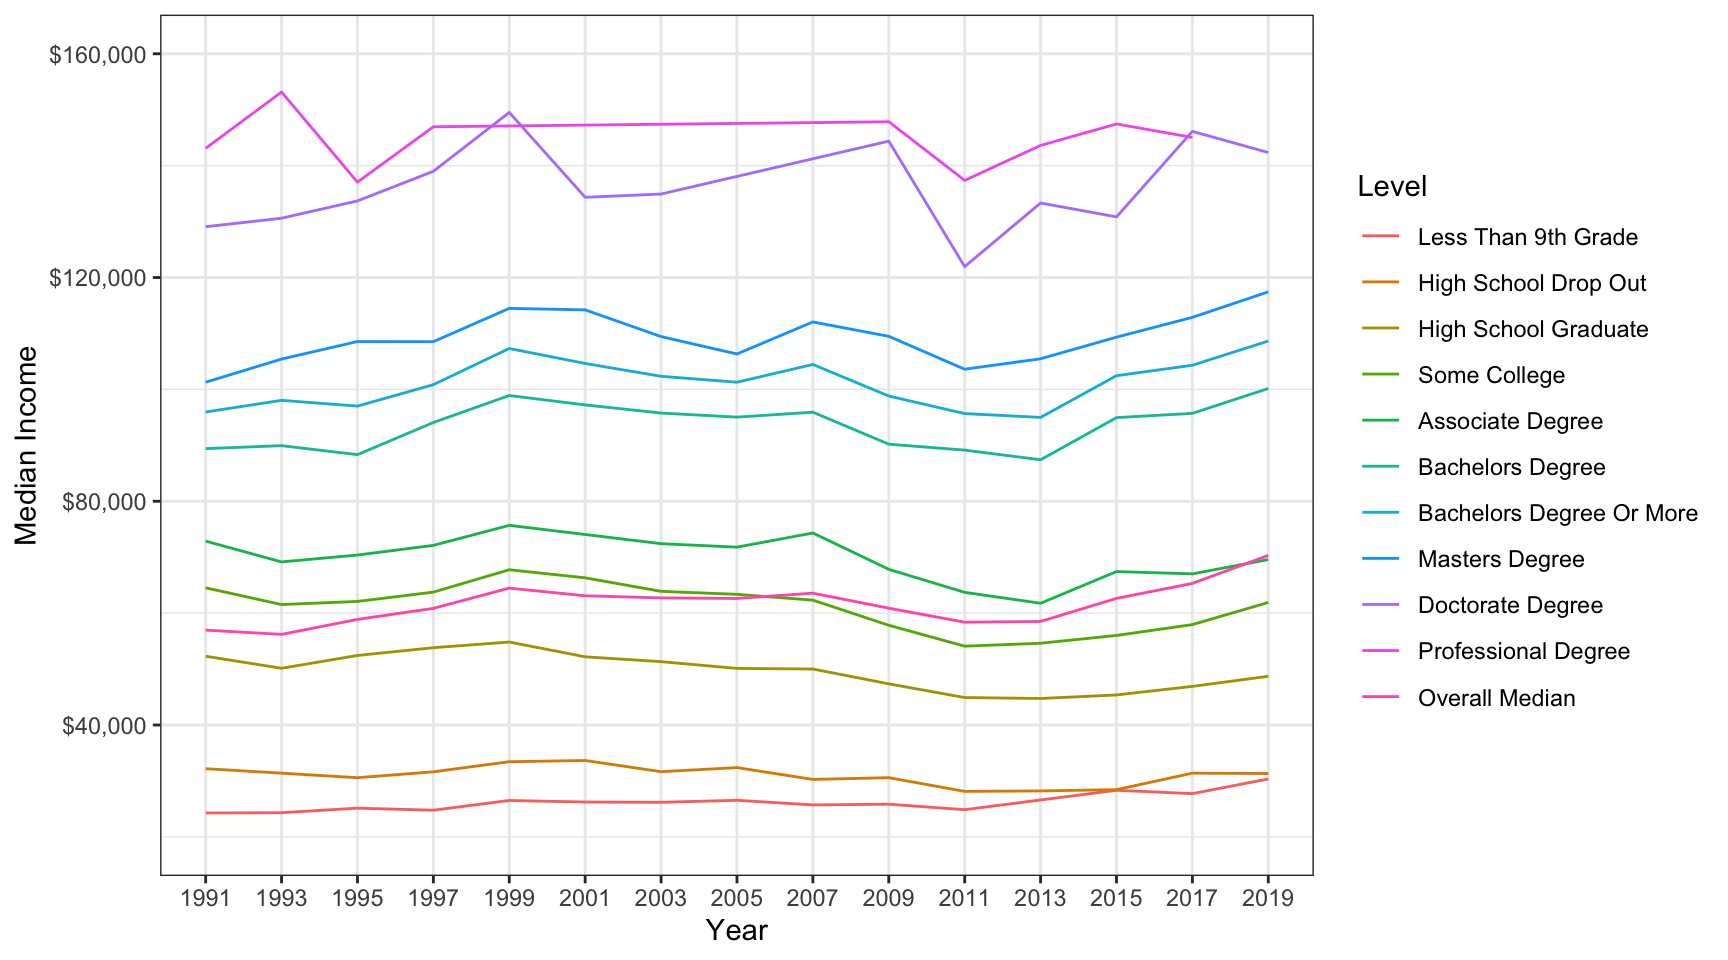 $160,000
$120,000
$80,000
$40,000
Median Income
1991 1993 1995 1997 1999 2001 2003 2005 2007 2009 2011 2013 2015 2017 2019
Year
Level
Less Than 9th Grade
High School Drop Out
High School Graduate
Some College
Associate Degree
Bachelors Degree
Bachelors Degree Or More
Masters Degree
Doctorate Degree
Professional Degree
Overall Median